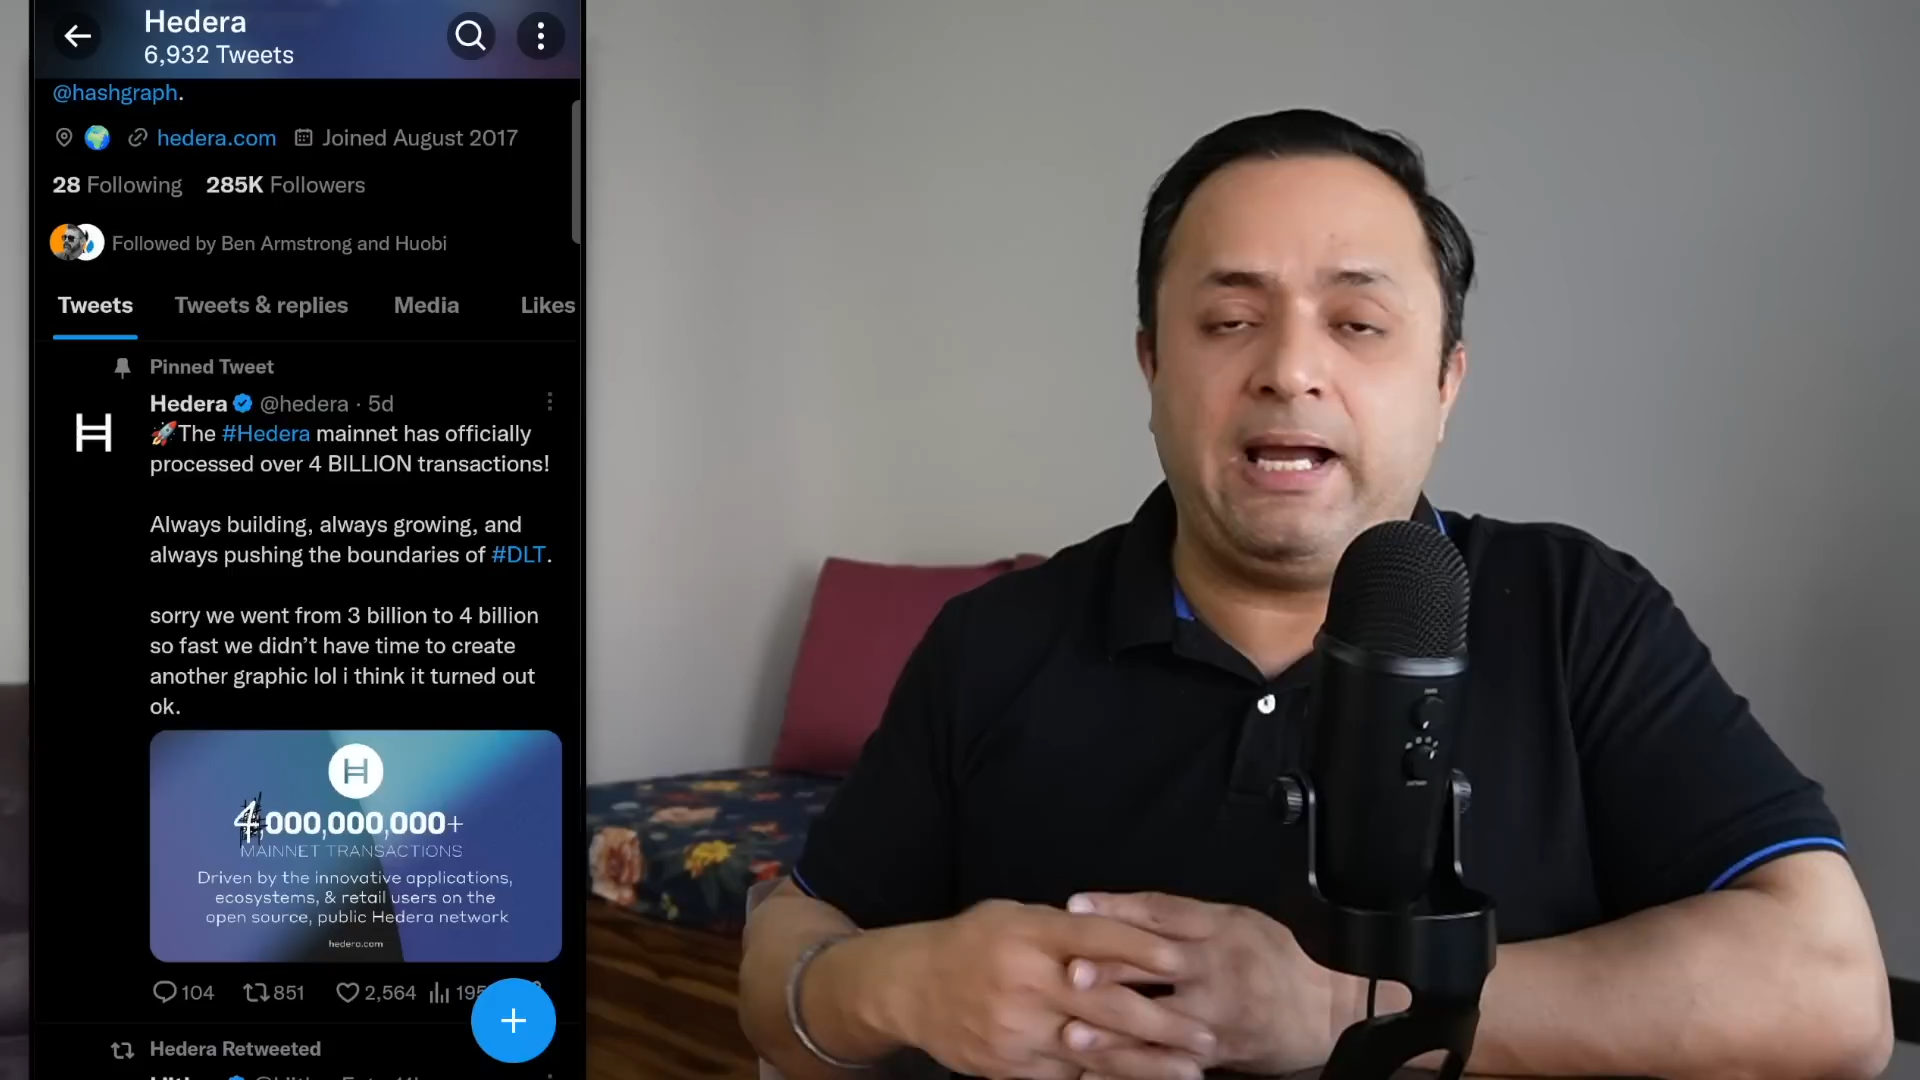 Hedera
6,932 Tweets
@hashgraph.
hedera.com Joined August 2017
28 Following 285K Followers
Followed by Ben Armstrong and Huobi
Tweets Tweets & replies Media Likes
Pinned Tweet
Hedera @hedera · 5d
🚀The #Hedera mainnet has officially
processed over 4 BILLION transactions!
Always building, always growing, and
always pushing the boundaries of #DLT.
sorry we went from 3 billion to 4 billion
so fast we didn’t have time to create
another graphic lol i think it turned out
ok.
4,000,000,000+
MAINNET TRANSACTIONS
Driven by the innovative applications,
ecosystems, & retail users on the
open source, public Hedera network
hedera.com
104 851 2,564
Hedera Retweeted